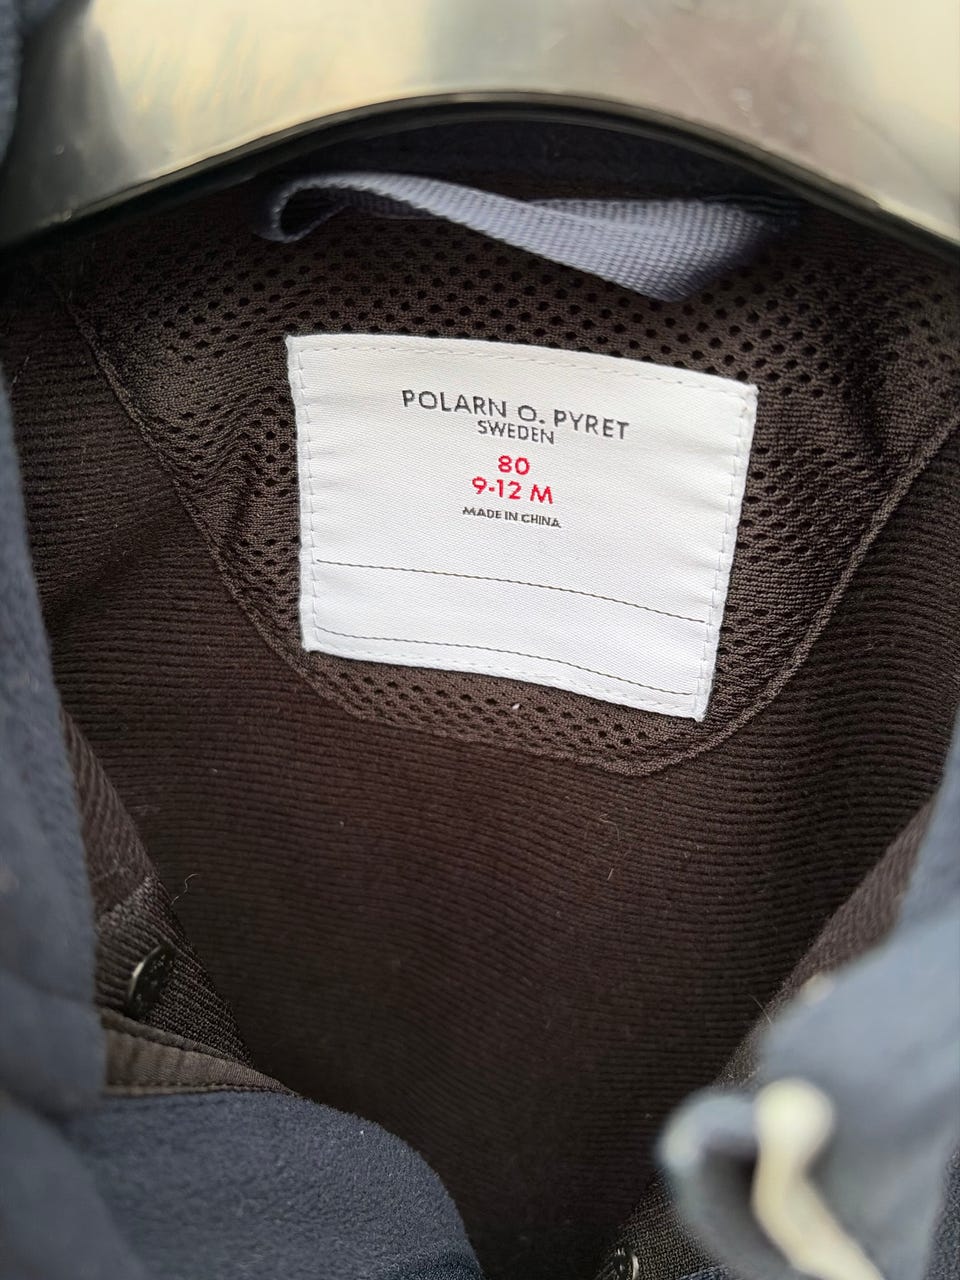 POLARN O. PYRET
SWEDEN
80
9-12 M
MADE IN CHINA